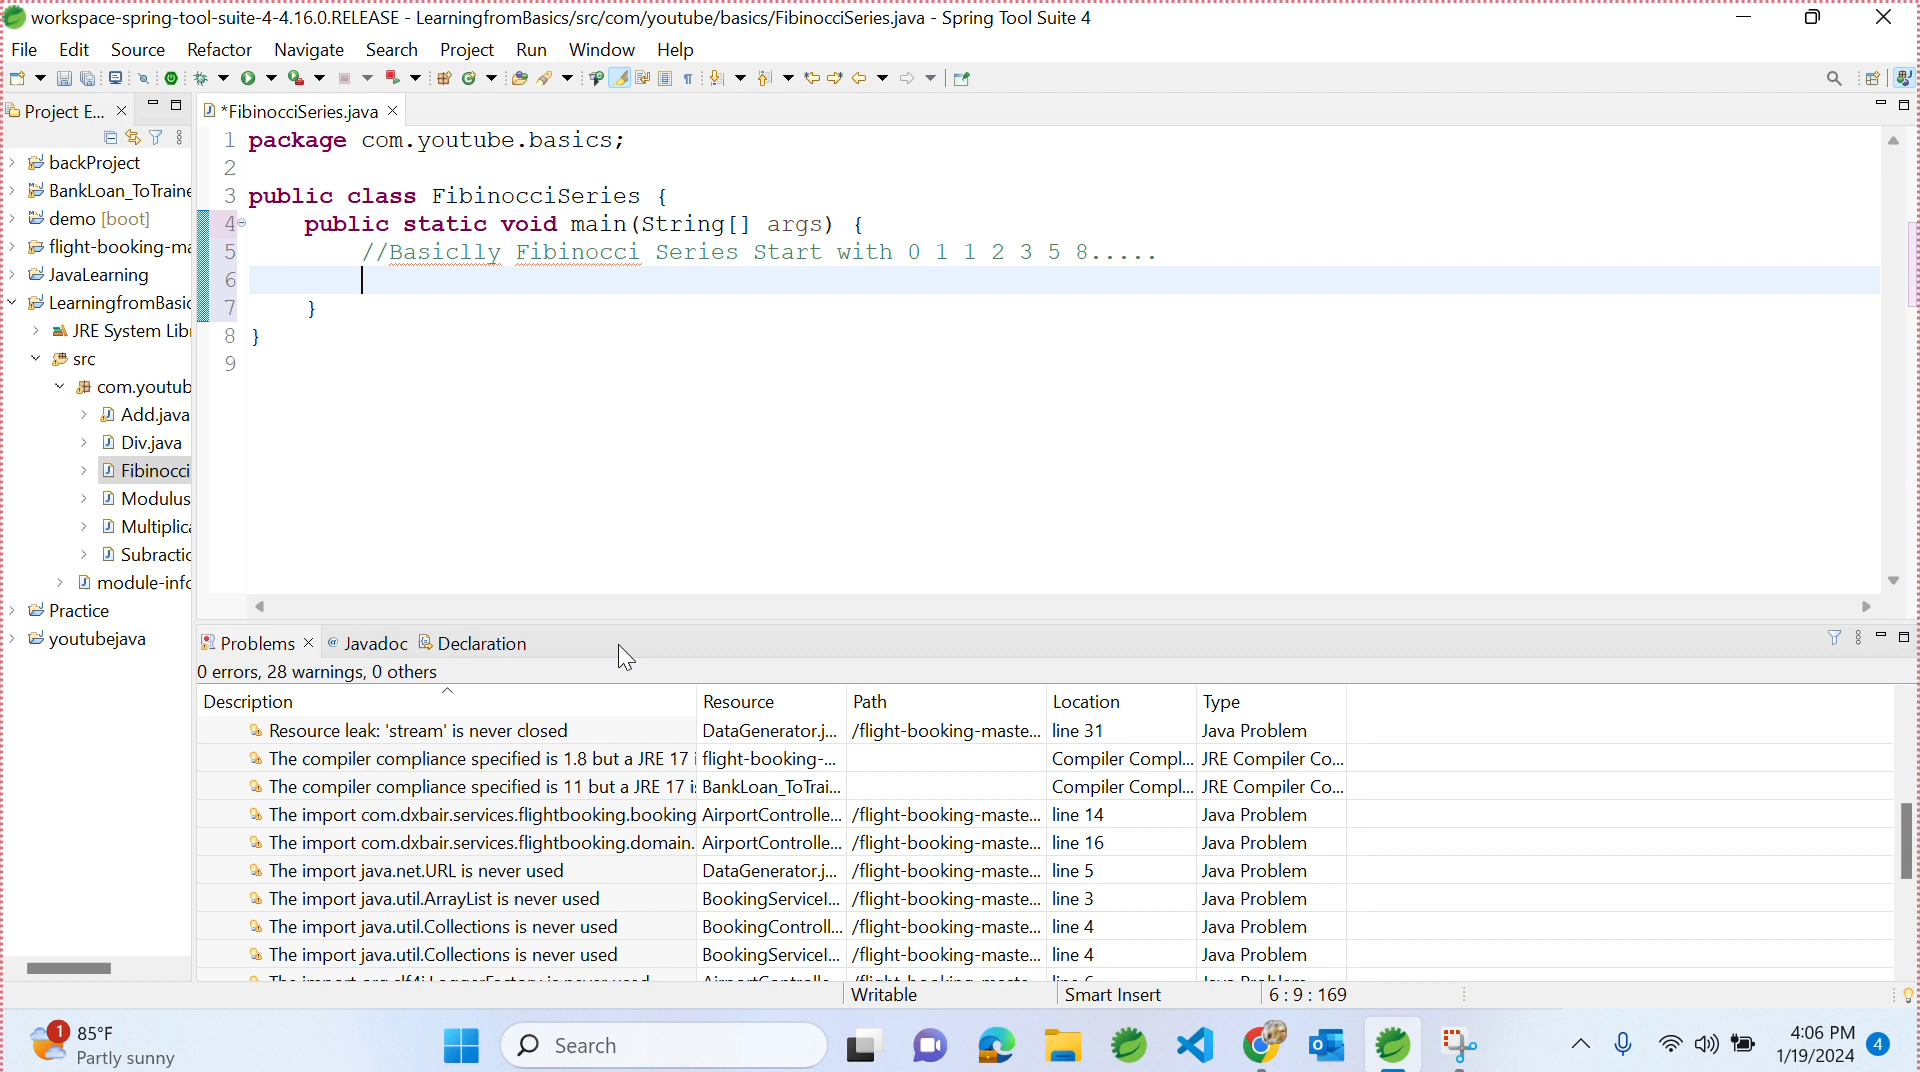 workspace-spring-tool-suite-4-4.16.0.RELEASE - LearningfromBasics/src/com/youtube/basics/FibinocciSeries.java - Spring Tool Suite 4
File Edit Source Refactor Navigate Search Project Run Window Help
Project E...
*FibinocciSeries.java
backProject
BankLoan_ToTraine
demo [boot]
flight-booking-ma
JavaLearning
LearningfromBasic
JRE System Libr
src
com.youtub
Add.java
Div.java
Fibinocci
Modulus
Multiplica
Subractic
module-info
Practice
youtubejava
1 package com.youtube.basics;
2
3 public class FibinocciSeries {
4 public static void main(String[] args) {
5 //Basiclly Fibinocci Series Start with 0 1 1 2 3 5 8.....
6
7 }
8 }
9
Problems @ Javadoc Declaration
0 errors, 28 warnings, 0 others
Description Resource Path Location Type
Resource leak: 'stream' is never closed DataGenerator.j... /flight-booking-maste... line 31 Java Problem
The compiler compliance specified is 1.8 but a JRE 17 i flight-booking-... Compiler Compl... JRE Compiler Co...
The compiler compliance specified is 11 but a JRE 17 i BankLoan_ToTrai... Compiler Compl... JRE Compiler Co...
The import com.dxbair.services.flightbooking.booking AirportControlle... /flight-booking-maste... line 14 Java Problem
The import com.dxbair.services.flightbooking.domain. AirportControlle... /flight-booking-maste... line 16 Java Problem
The import java.net.URL is never used DataGenerator.j... /flight-booking-maste... line 5 Java Problem
The import java.util.ArrayList is never used BookingServiceI... /flight-booking-maste... line 3 Java Problem
The import java.util.Collections is never used BookingControll... /flight-booking-maste... line 4 Java Problem
The import java.util.Collections is never used BookingServiceI... /flight-booking-maste... line 4 Java Problem
Writable Smart Insert 6 : 9 : 169
1 85°F
Partly sunny
Search
4:06 PM
1/19/2024
4